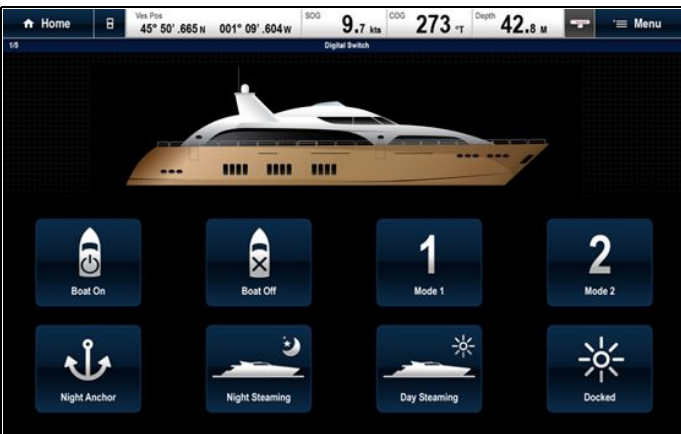 Home
Ves Pos
45° 50' .665 N 001° 09' .604 W
SOG
9.7 kts
COG
273 °T
Depth
42.8 M
Menu
1/5
Digital Switch
Boat On
Boat Off
1
Mode 1
2
Mode 2
Night Anchor
Night Steaming
Day Steaming
Docked